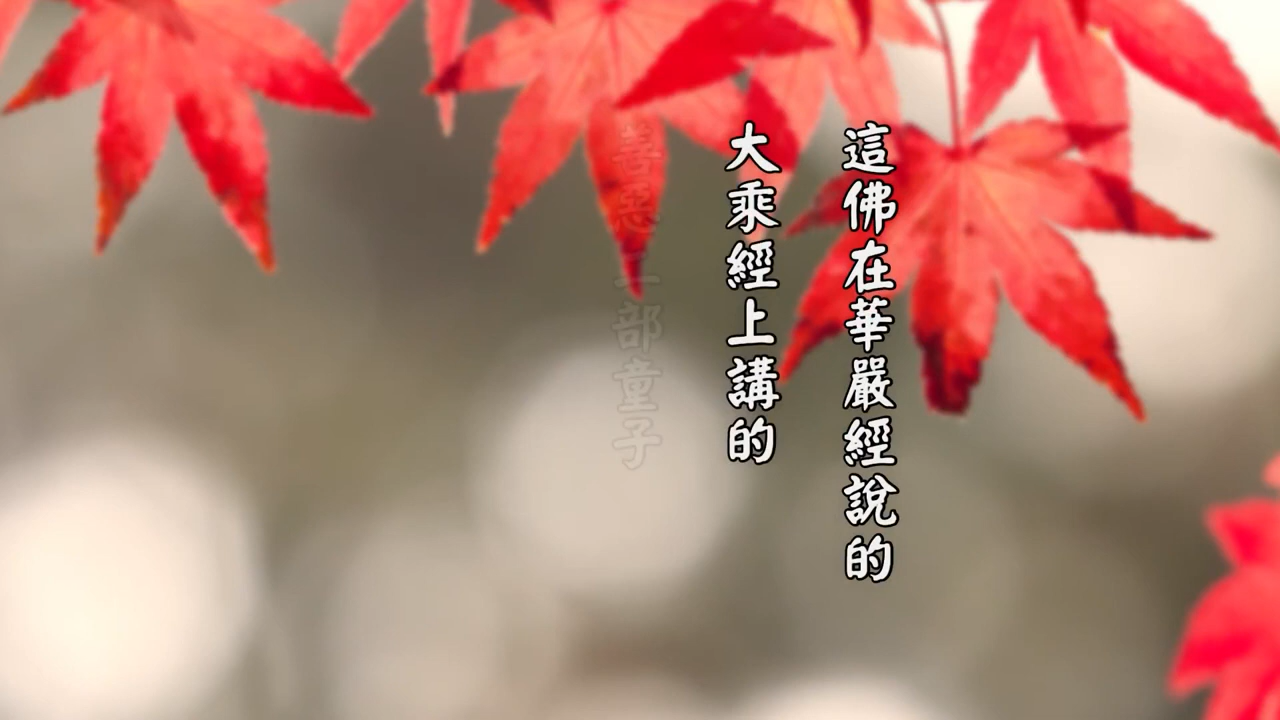 這佛在華嚴經說的
大乘經上講的
善惡二部童子